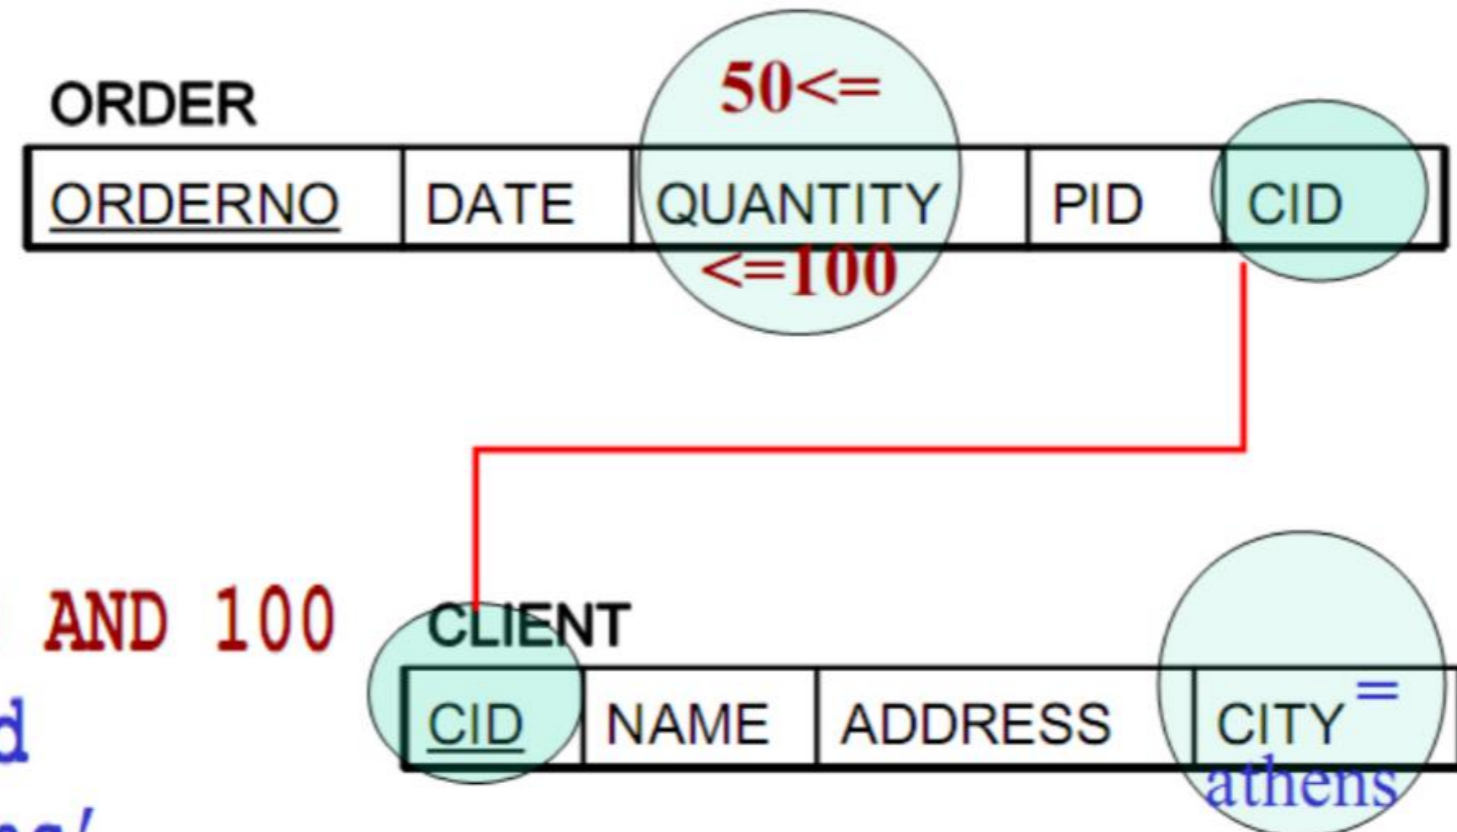 50<=
ORDER
ORDERNO DATE QUANTITY PID CID
<=100
AND 100
CLIENT
CID NAME ADDRESS CITY =
athens